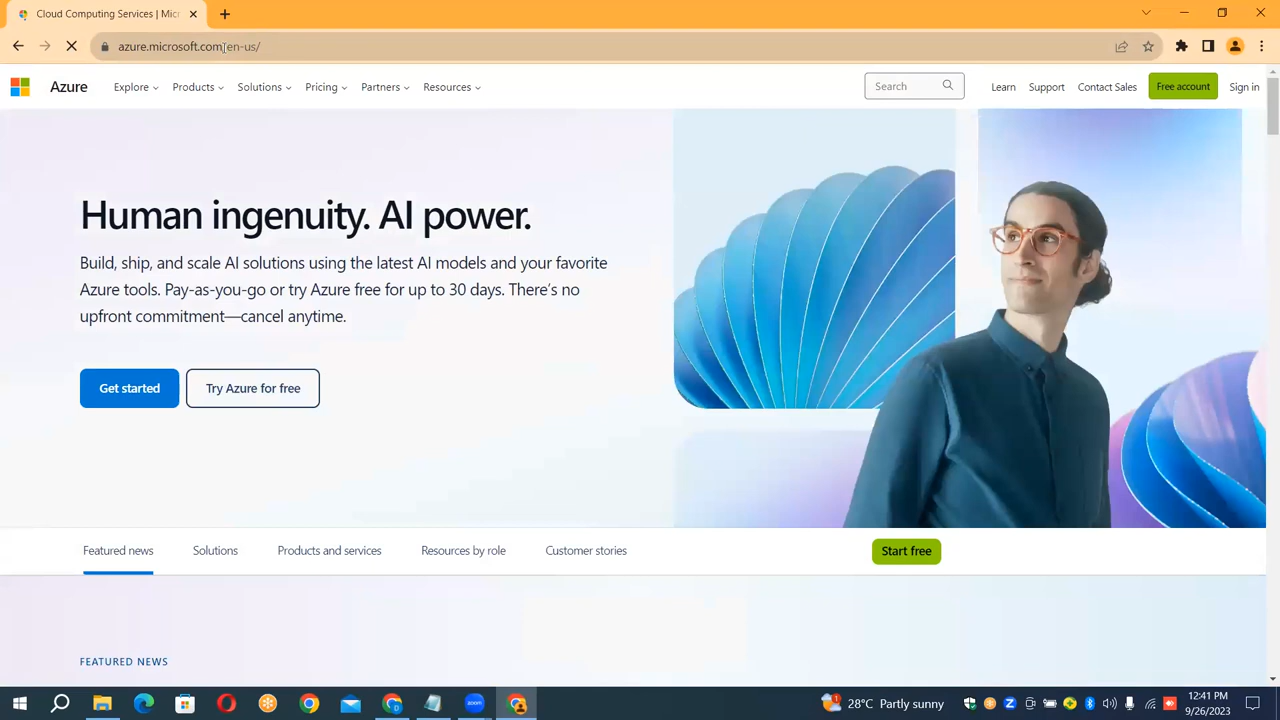 Cloud Computing Services | Micr
azure.microsoft.com/en-us/
Azure Explore Products Solutions Pricing Partners Resources Search Learn Support Contact Sales Free account Sign in
Human ingenuity. AI power.
Build, ship, and scale AI solutions using the latest AI models and your favorite
Azure tools. Pay-as-you-go or try Azure free for up to 30 days. There's no
upfront commitment—cancel anytime.
Get started Try Azure for free
Featured news Solutions Products and services Resources by role Customer stories Start free
FEATURED NEWS
zoom 1 28°C Partly sunny 12:41 PM
9/26/2023